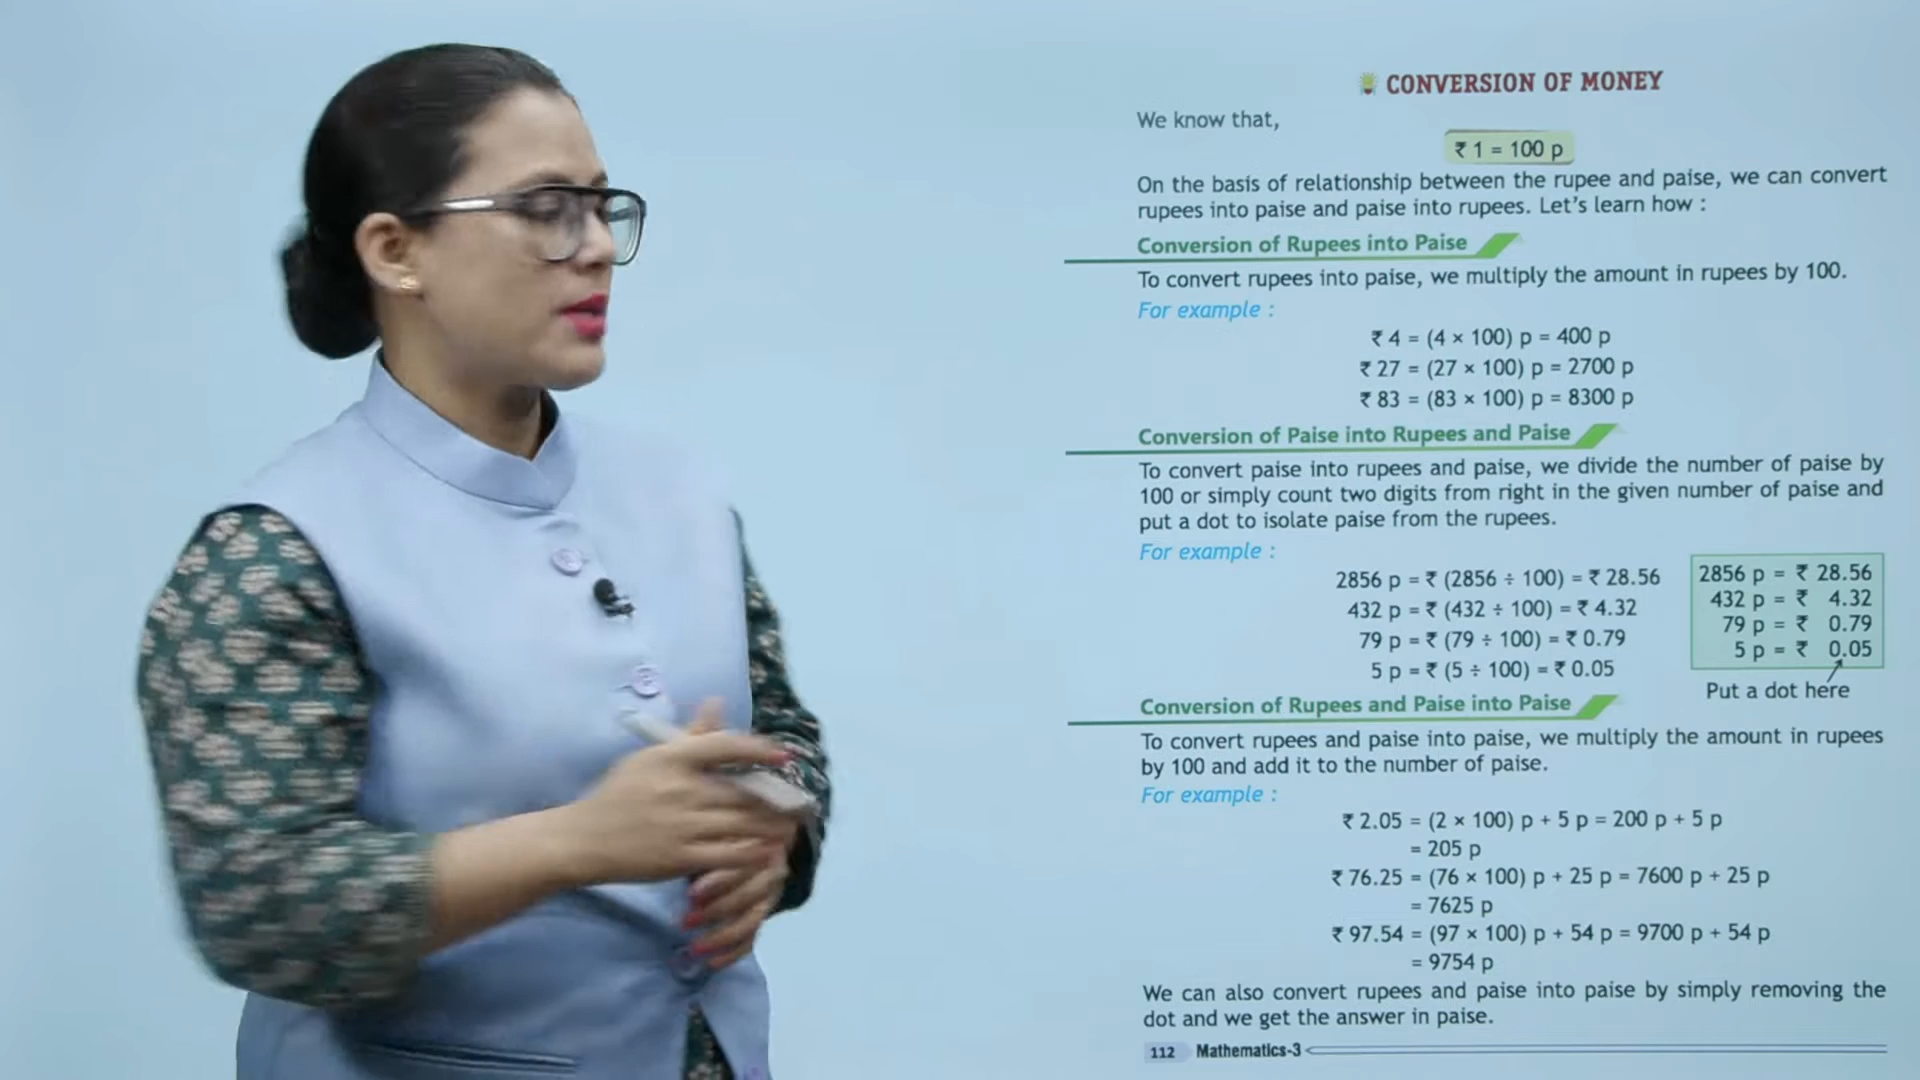 CONVERSION OF MONEY
We know that,
₹ 1 = 100 p
On the basis of relationship between the rupee and paise, we can convert
rupees into paise and paise into rupees. Let's learn how :
Conversion of Rupees into Paise
To convert rupees into paise, we multiply the amount in rupees by 100.
For example :
₹ 4 = (4 × 100) p = 400 p
₹ 27 = (27 × 100) p = 2700 p
₹ 83 = (83 × 100) p = 8300 p
Conversion of Paise into Rupees and Paise
To convert paise into rupees and paise, we divide the number of paise by
100 or simply count two digits from right in the given number of paise and
put a dot to isolate paise from the rupees.
For example :
2856 p = ₹ (2856 ÷ 100) = ₹ 28.56
432 p = ₹ (432 ÷ 100) = ₹ 4.32
79 p = ₹ (79 ÷ 100) = ₹ 0.79
5 p = ₹ (5 ÷ 100) = ₹ 0.05
2856 p = ₹ 28.56
432 p = ₹ 4.32
79 p = ₹ 0.79
5 p = ₹ 0.05
Put a dot here
Conversion of Rupees and Paise into Paise
To convert rupees and paise into paise, we multiply the amount in rupees
by 100 and add it to the number of paise.
For example :
₹ 2.05 = (2 × 100) p + 5 p = 200 p + 5 p
= 205 p
₹ 76.25 = (76 × 100) p + 25 p = 7600 p + 25 p
= 7625 p
₹ 97.54 = (97 × 100) p + 54 p = 9700 p + 54 p
= 9754 p
We can also convert rupees and paise into paise by simply removing the
dot and we get the answer in paise.
112 Mathematics-3